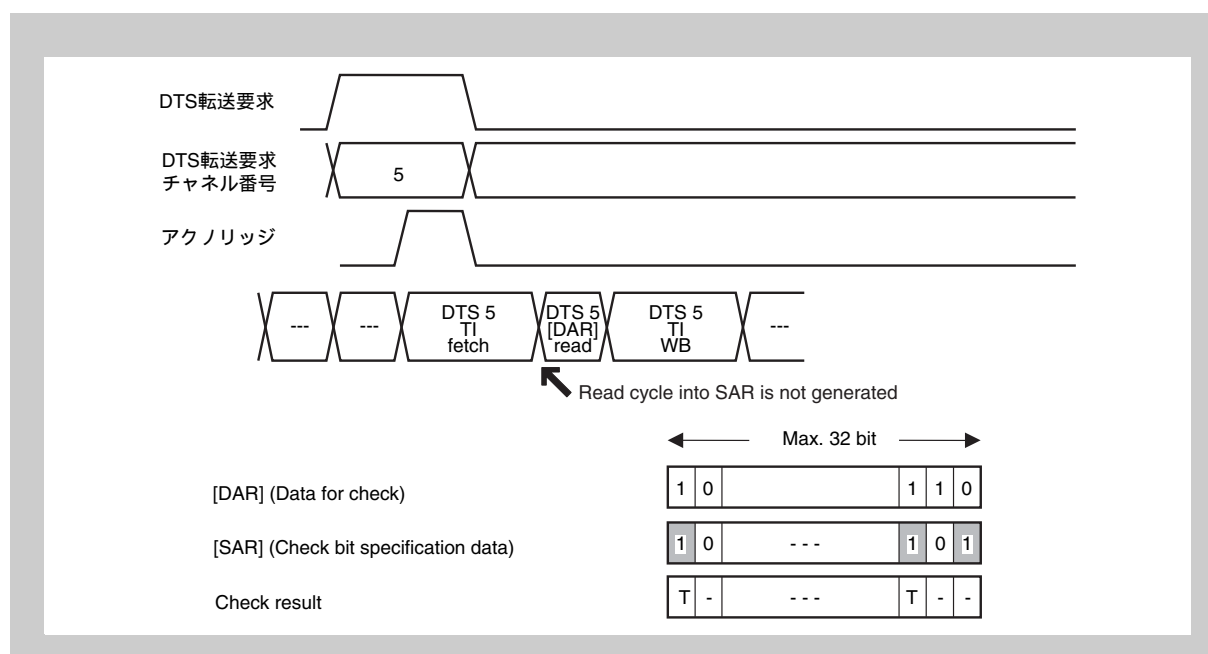 DTS転送要求
DTS転送要求
チャネル番号
5
アクノリッジ
---
---
DTS 5
TI
fetch
DTS 5
[DAR]
read
DTS 5
TI
WB
---
Read cycle into SAR is not generated
Max. 32 bit
[DAR] (Data for check)
1 0 1 1 0
[SAR] (Check bit specification data)
1 0 - - - 1 0 1
Check result
T - - - - T - -